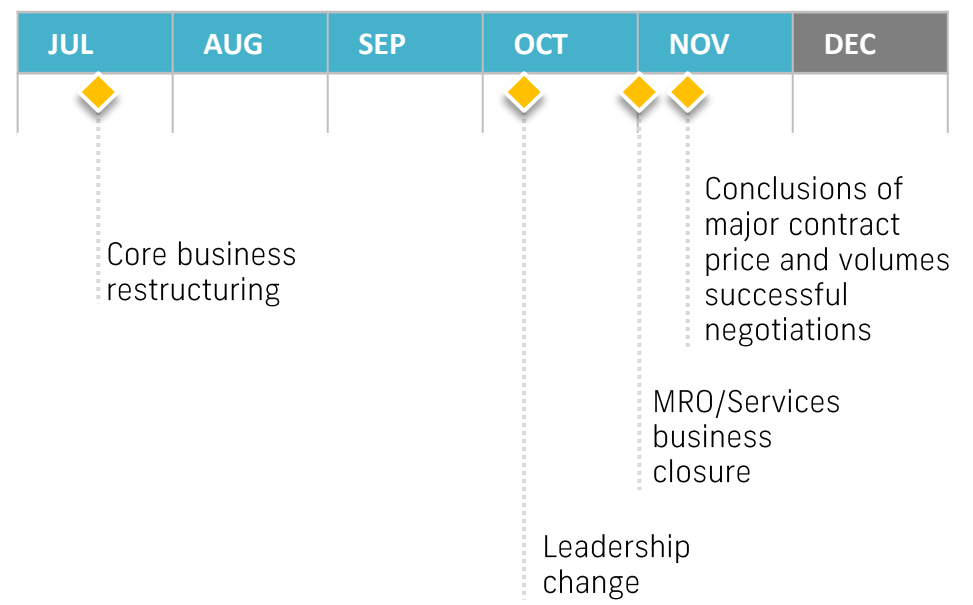 JUL AUG SEP OCT NOV DEC
Core business
restructuring
Conclusions of
major contract
price and volumes
successful
negotiations
MRO/Services
business
closure
Leadership
change